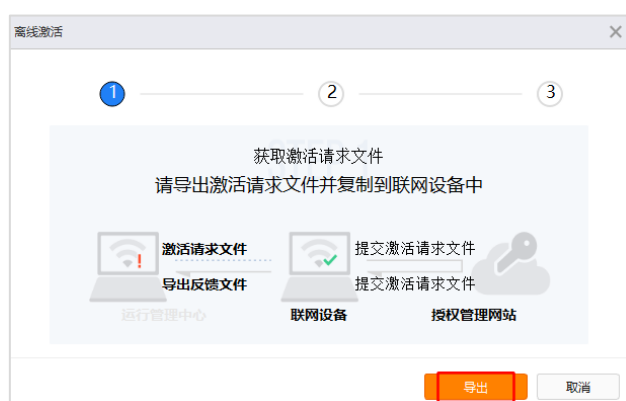 离线激活
1
2
3
获取激活请求文件
请导出激活请求文件并复制到联网设备中
激活请求文件
提交激活请求文件
导出反馈文件
提交激活请求文件
运行管理中心
联网设备
授权管理网站
导出
取消